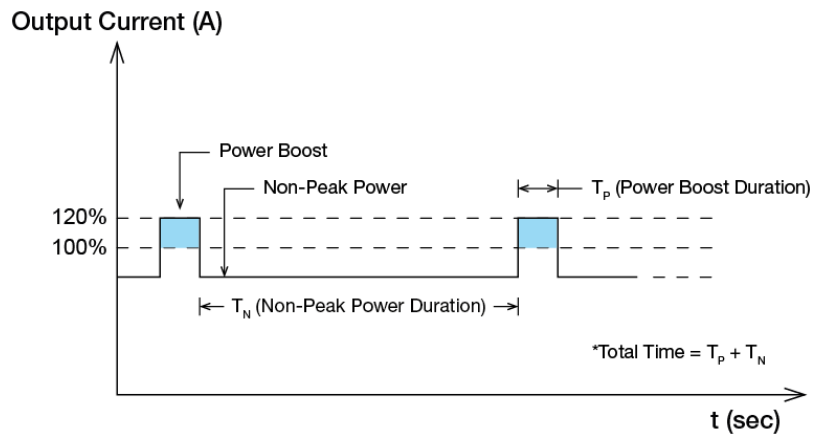 Output Current (A)
Power Boost
Non-Peak Power
T_P (Power Boost Duration)
120%
100%
T_N (Non-Peak Power Duration)
*Total Time = T_P + T_N
t (sec)